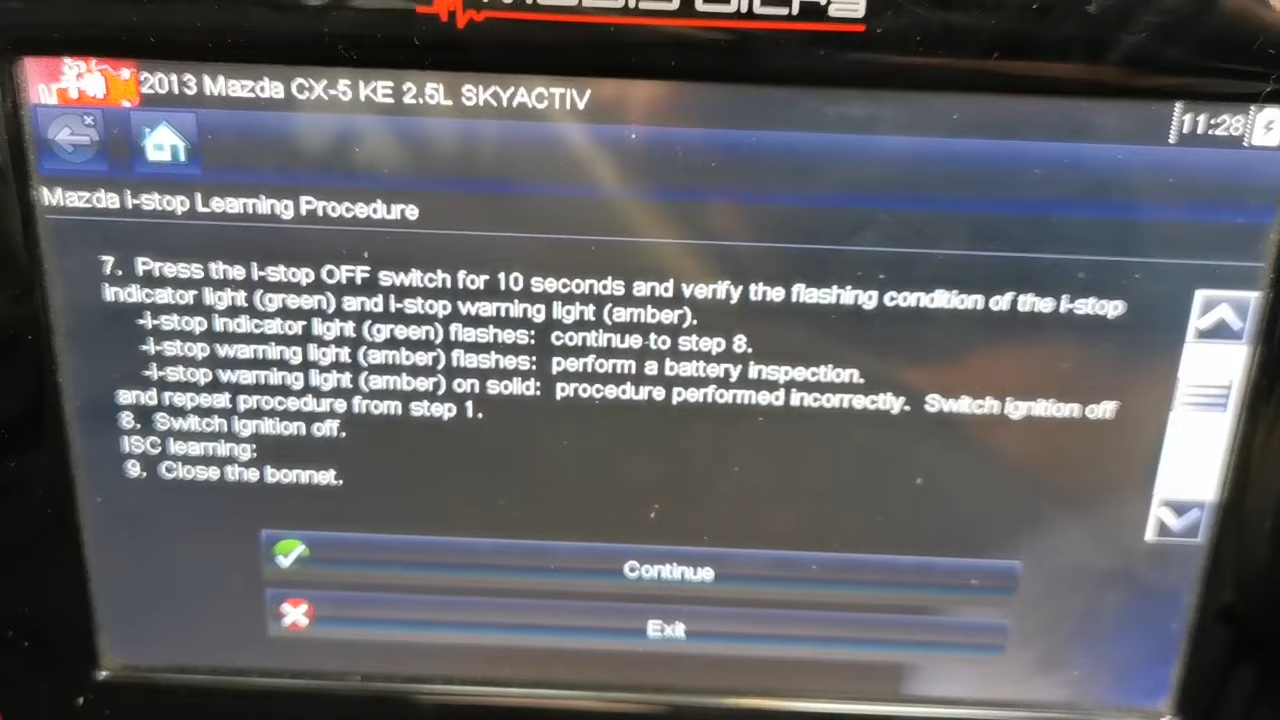 2013 Mazda CX-5 KE 2.5L SKYACTIV
11:28
Mazda i-stop Learning Procedure
7. Press the i-stop OFF switch for 10 seconds and verify the flashing condition of the i-stop
indicator light (green) and i-stop warning light (amber).
-i-stop indicator light (green) flashes: continue to step 8.
-i-stop warning light (amber) flashes: perform a battery inspection.
-i-stop warning light (amber) on solid: procedure performed incorrectly. Switch ignition off
and repeat procedure from step 1.
8. Switch ignition off.
ISC learning:
9. Close the bonnet.
Continue
Exit